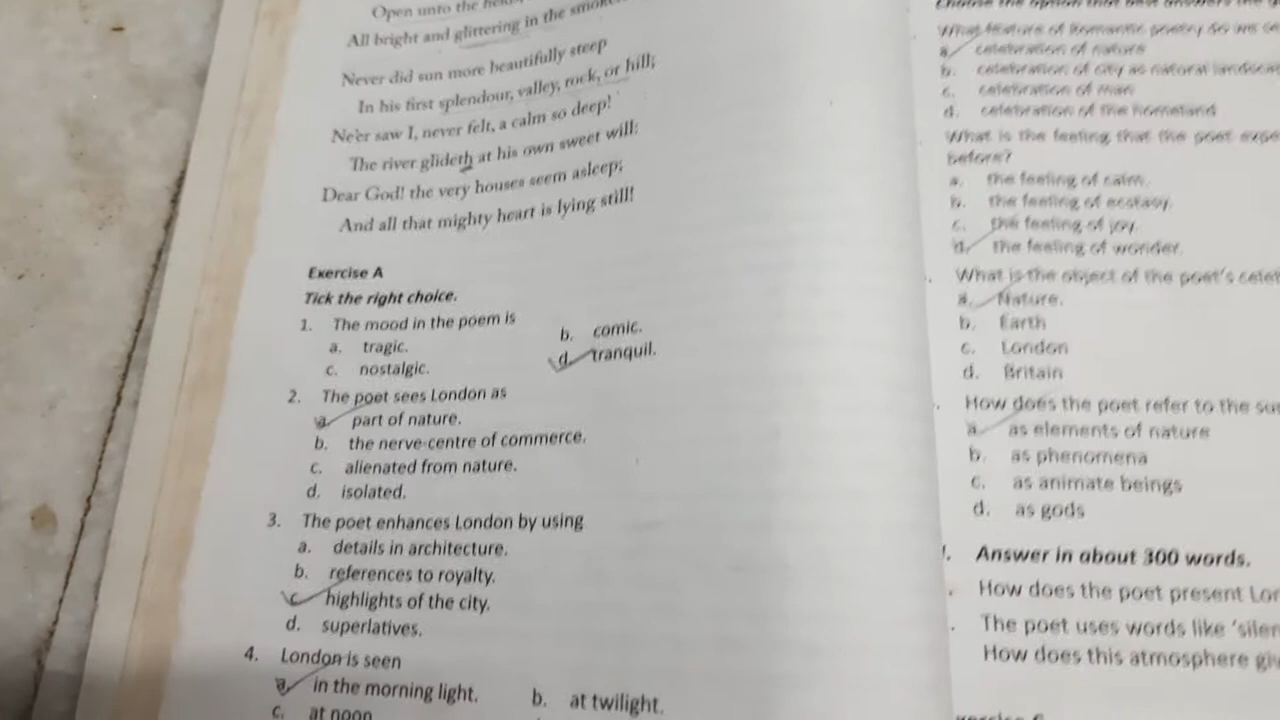 Open unto the
All bright and glittering in the
Never did sun more beautifully steep
In his first splendour, valley, rock, or hill;
Ne'er saw I, never felt, a calm so deep!
The river glideth at his own sweet will:
Dear God! the very houses seem asleep;
And all that mighty heart is lying still!
Exercise A
Tick the right choice.
1. The mood in the poem is
a. tragic.
b. comic.
c. nostalgic.
d. tranquil.
2. The poet sees London as
a. part of nature.
b. the nerve-centre of commerce.
c. alienated from nature.
d. isolated.
3. The poet enhances London by using
a. details in architecture.
b. references to royalty.
c. highlights of the city.
d. superlatives.
4. London is seen
a. in the morning light.
b. at twilight.
c. at noon
What feature of Romantic poetry do we
a. celebration of nature
b. celebration of city as natural
c. celebration of man
d. celebration of the homeland
What is the feeling that the poet
before?
a. the feeling of calm.
b. the feeling of ecstasy.
c. the feeling of joy.
d. the feeling of wonder.
What is the object of the poet's
a. Nature.
b. Earth
c. London
d. Britain
How does the poet refer to the
a. as elements of nature
b. as phenomena
c. as animate beings
d. as gods
Answer in about 300 words.
How does the poet present
The poet uses words like
How does this atmosphere